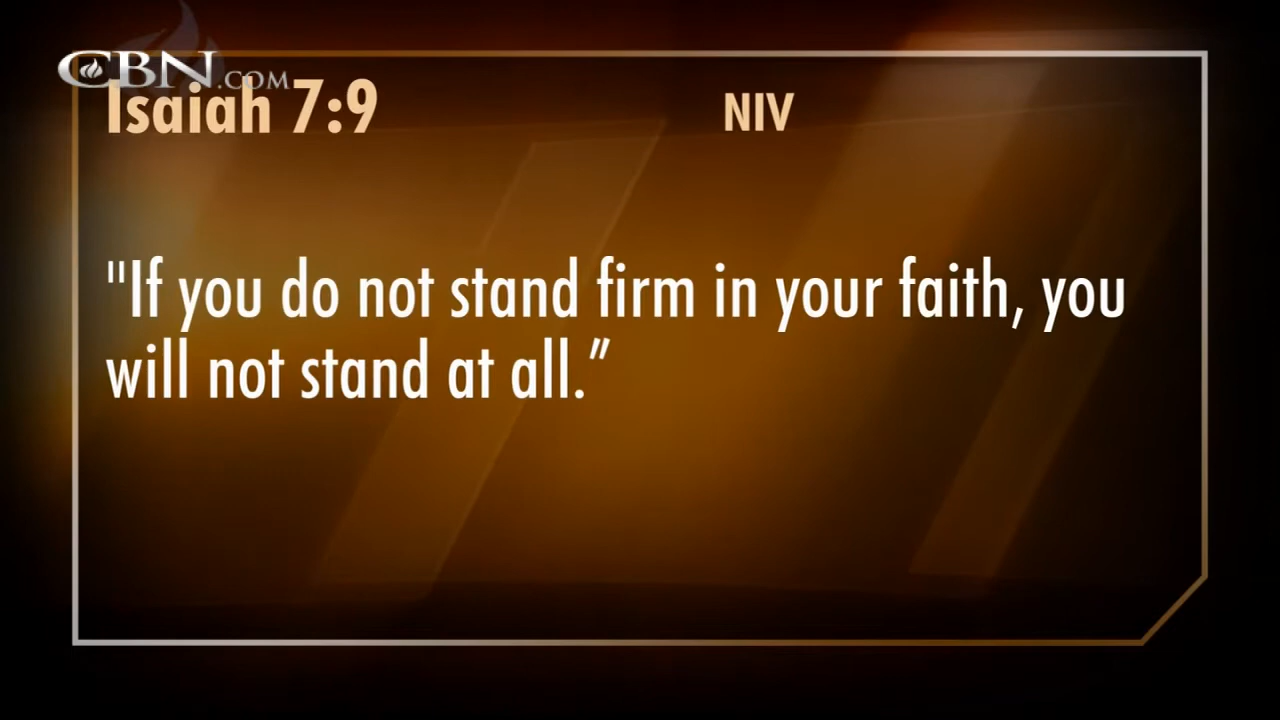 CBN.COM
Isaiah 7:9 NIV
"If you do not stand firm in your faith, you
will not stand at all.”